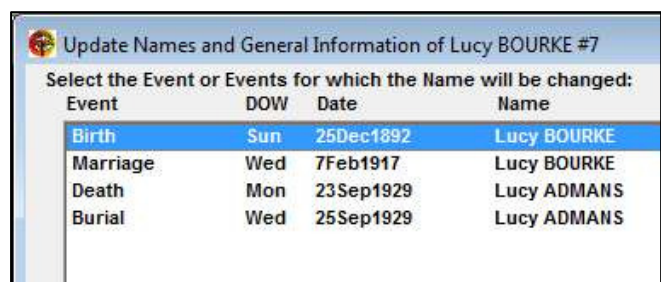 Update Names and General Information of Lucy BOURKE #7
Select the Event or Events for which the Name will be changed:
Event DOW Date Name
Birth Sun 25Dec1892 Lucy BOURKE
Marriage Wed 7Feb1917 Lucy BOURKE
Death Mon 23Sep1929 Lucy ADMANS
Burial Wed 25Sep1929 Lucy ADMANS